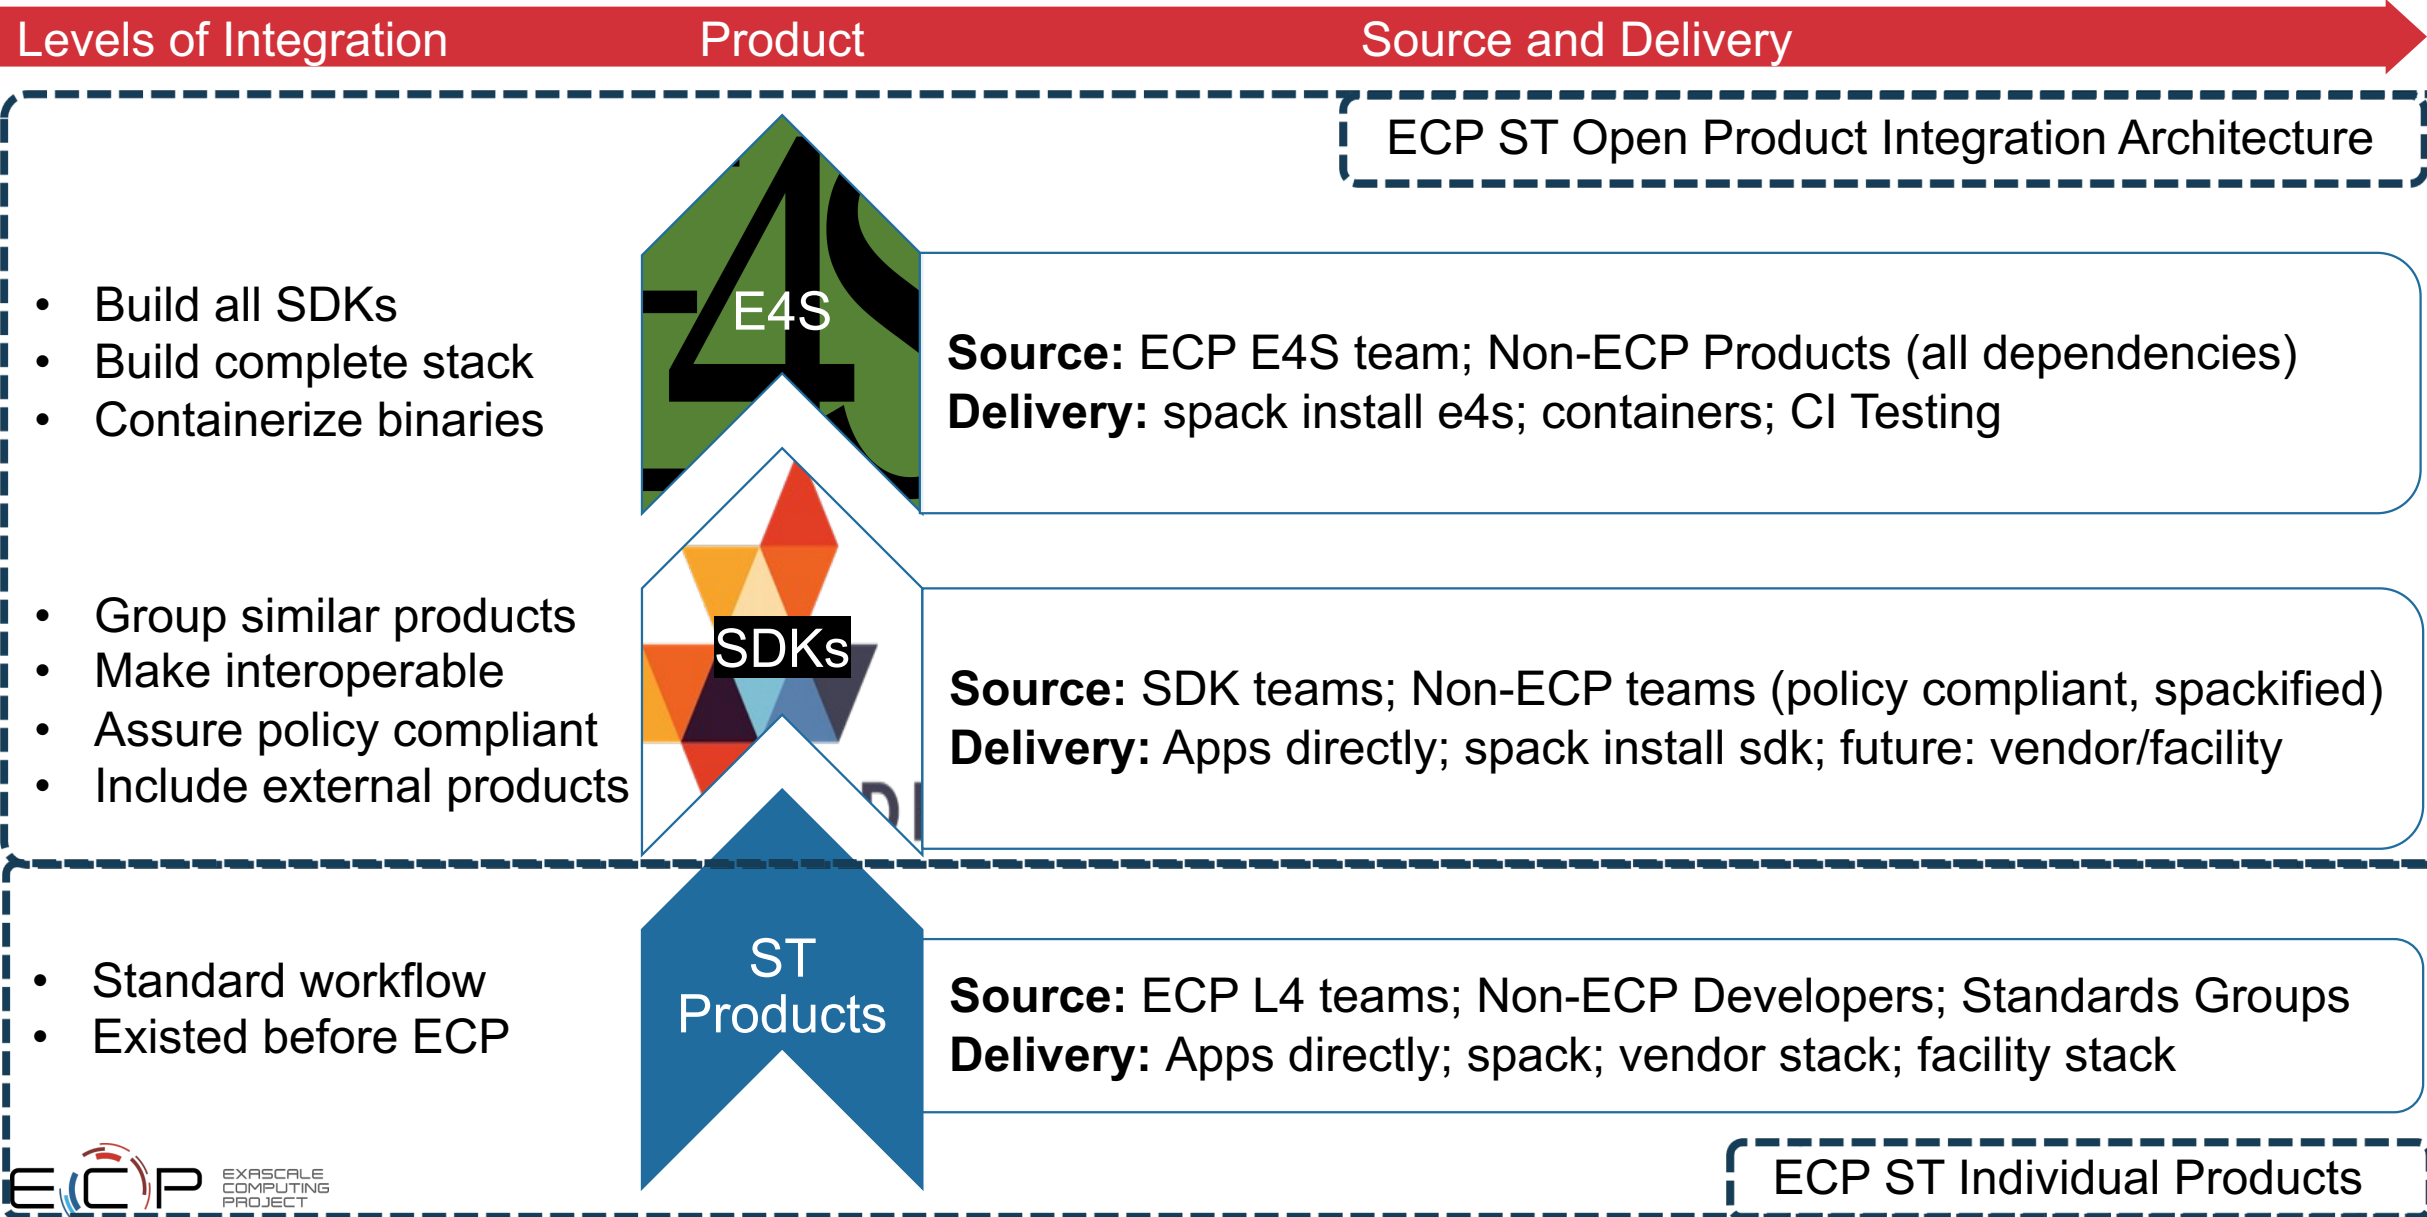 Levels of Integration Product Source and Delivery
ECP ST Open Product Integration Architecture
• Build all SDKs
• Build complete stack
• Containerize binaries
E4S
Source: ECP E4S team; Non-ECP Products (all dependencies)
Delivery: spack install e4s; containers; CI Testing
• Group similar products
• Make interoperable
• Assure policy compliant
• Include external products
SDKs
Source: SDK teams; Non-ECP teams (policy compliant, spackified)
Delivery: Apps directly; spack install sdk; future: vendor/facility
• Standard workflow
• Existed before ECP
ST
Products
Source: ECP L4 teams; Non-ECP Developers; Standards Groups
Delivery: Apps directly; spack; vendor stack; facility stack
ECP
EXASCALE
COMPUTING
PROJECT
ECP ST Individual Products